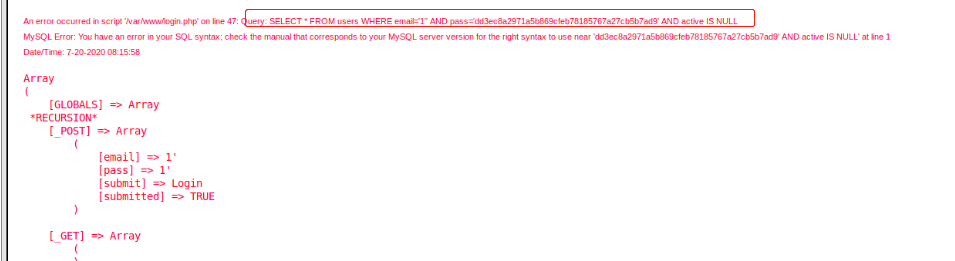 An error occurred in script '/var/www/login.php' on line 47: Query: SELECT * FROM users WHERE email='1'' AND pass='dd3ec8a2971a5b869cfeb78185767a27cb5b7ad9' AND active IS NULL
MySQL Error: You have an error in your SQL syntax; check the manual that corresponds to your MySQL server version for the right syntax to use near 'dd3ec8a2971a5b869cfeb78185767a27cb5b7ad9' AND active IS NULL' at line 1
Date/Time: 7-20-2020 08:15:58
Array
(
[GLOBALS] => Array
*RECURSION*
[_POST] => Array
(
[email] => 1'
[pass] => 1'
[submit] => Login
[submitted] => TRUE
)
[_GET] => Array
(
)